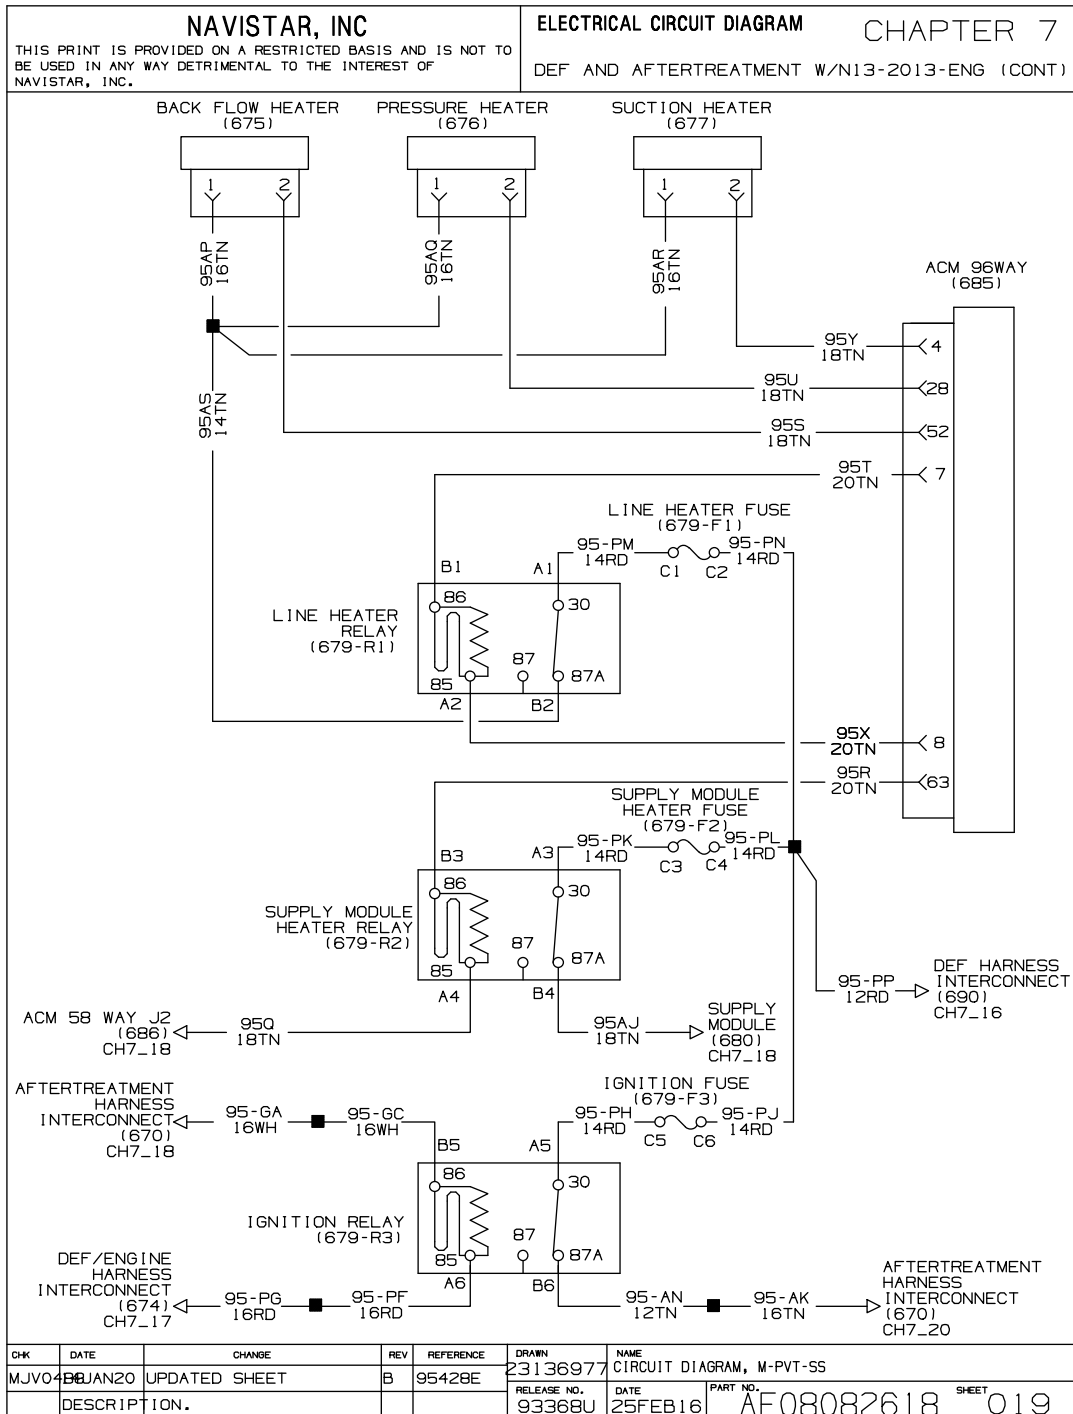 NAVISTAR, INC
THIS PRINT IS PROVIDED ON A RESTRICTED BASIS AND IS NOT TO
BE USED IN ANY WAY DETRIMENTAL TO THE INTEREST OF
NAVISTAR, INC.
ELECTRICAL CIRCUIT DIAGRAM
CHAPTER 7
DEF AND AFTERTREATMENT W/N13-2013-ENG (CONT)
BACK FLOW HEATER
(675)
PRESSURE HEATER
(676)
SUCTION HEATER
(677)
1
2
1
2
1
2
95AP
16TN
95AQ
16TN
95AR
16TN
ACM 96WAY
(685)
95Y
18TN
4
95U
18TN
28
95AS
14TN
95S
18TN
52
95T
20TN
7
LINE HEATER FUSE
(679-F1)
95-PM
14RD
C1
C2
95-PN
14RD
B1
A1
86
30
LINE HEATER
RELAY
(679-R1)
87
85
87A
A2
B2
95X
20TN
8
95R
20TN
63
SUPPLY MODULE
HEATER FUSE
(679-F2)
95-PK
14RD
C3
C4
95-PL
14RD
B3
A3
86
30
SUPPLY MODULE
HEATER RELAY
(679-R2)
87
85
87A
A4
B4
95-PP
12RD
DEF HARNESS
INTERCONNECT
(690)
CH7_16
ACM 58 WAY J2
(686)
CH7_18
95Q
18TN
95AJ
18TN
SUPPLY
MODULE
(680)
CH7_18
AFTERTREATMENT
HARNESS
INTERCONNECT
(670)
CH7_18
95-GA
16WH
95-GC
16WH
IGNITION FUSE
(679-F3)
95-PH
14RD
C5
C6
95-PJ
14RD
B5
A5
86
30
IGNITION RELAY
(679-R3)
87
85
87A
A6
B6
DEF/ENGINE
HARNESS
INTERCONNECT
(674)
CH7_17
95-PG
16RD
95-PF
16RD
95-AN
12TN
95-AK
16TN
AFTERTREATMENT
HARNESS
INTERCONNECT
(670)
CH7_20
CHK
DATE
CHANGE
REV
REFERENCE
DRAWN
23136977
NAME
CIRCUIT DIAGRAM, M-PVT-SS
UPDATED SHEET
B
95428E
DESCRIPTION.
RELEASE NO.
93368U
DATE
25FEB16
PART NO.
AF08082618
SHEET
019